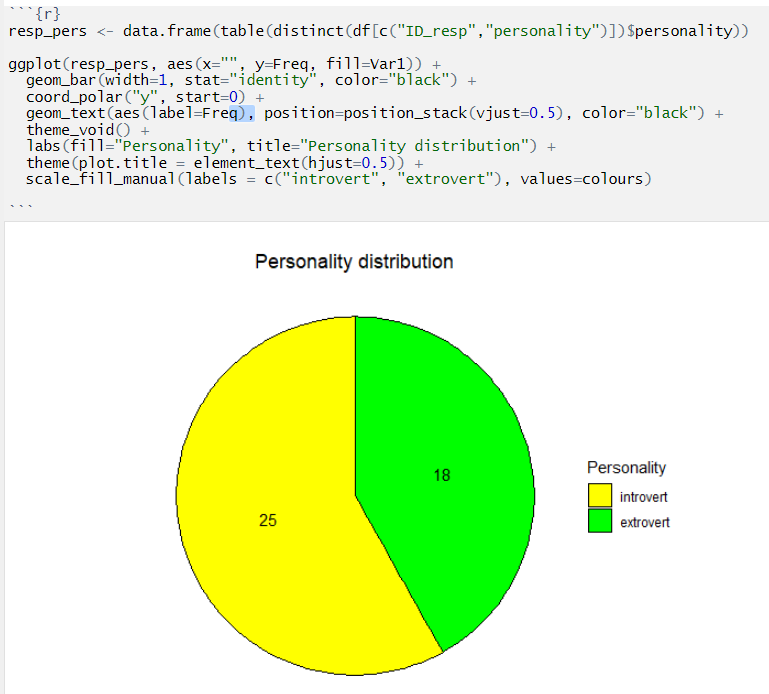 ```{r}
resp_pers <- data.frame(table(distinct(df[c("ID_resp","personality")])$personality))
ggplot(resp_pers, aes(x="", y=Freq, fill=Var1)) +
  geom_bar(width=1, stat="identity", color="black") +
  coord_polar("y", start=0) +
  geom_text(aes(label=Freq), position=position_stack(vjust=0.5), color="black") +
  theme_void() +
  labs(fill="Personality", title="Personality distribution") +
  theme(plot.title = element_text(hjust=0.5)) +
  scale_fill_manual(labels = c("introvert", "extrovert"), values=colours)
```
Personality distribution
18
25
Personality
introvert
extrovert